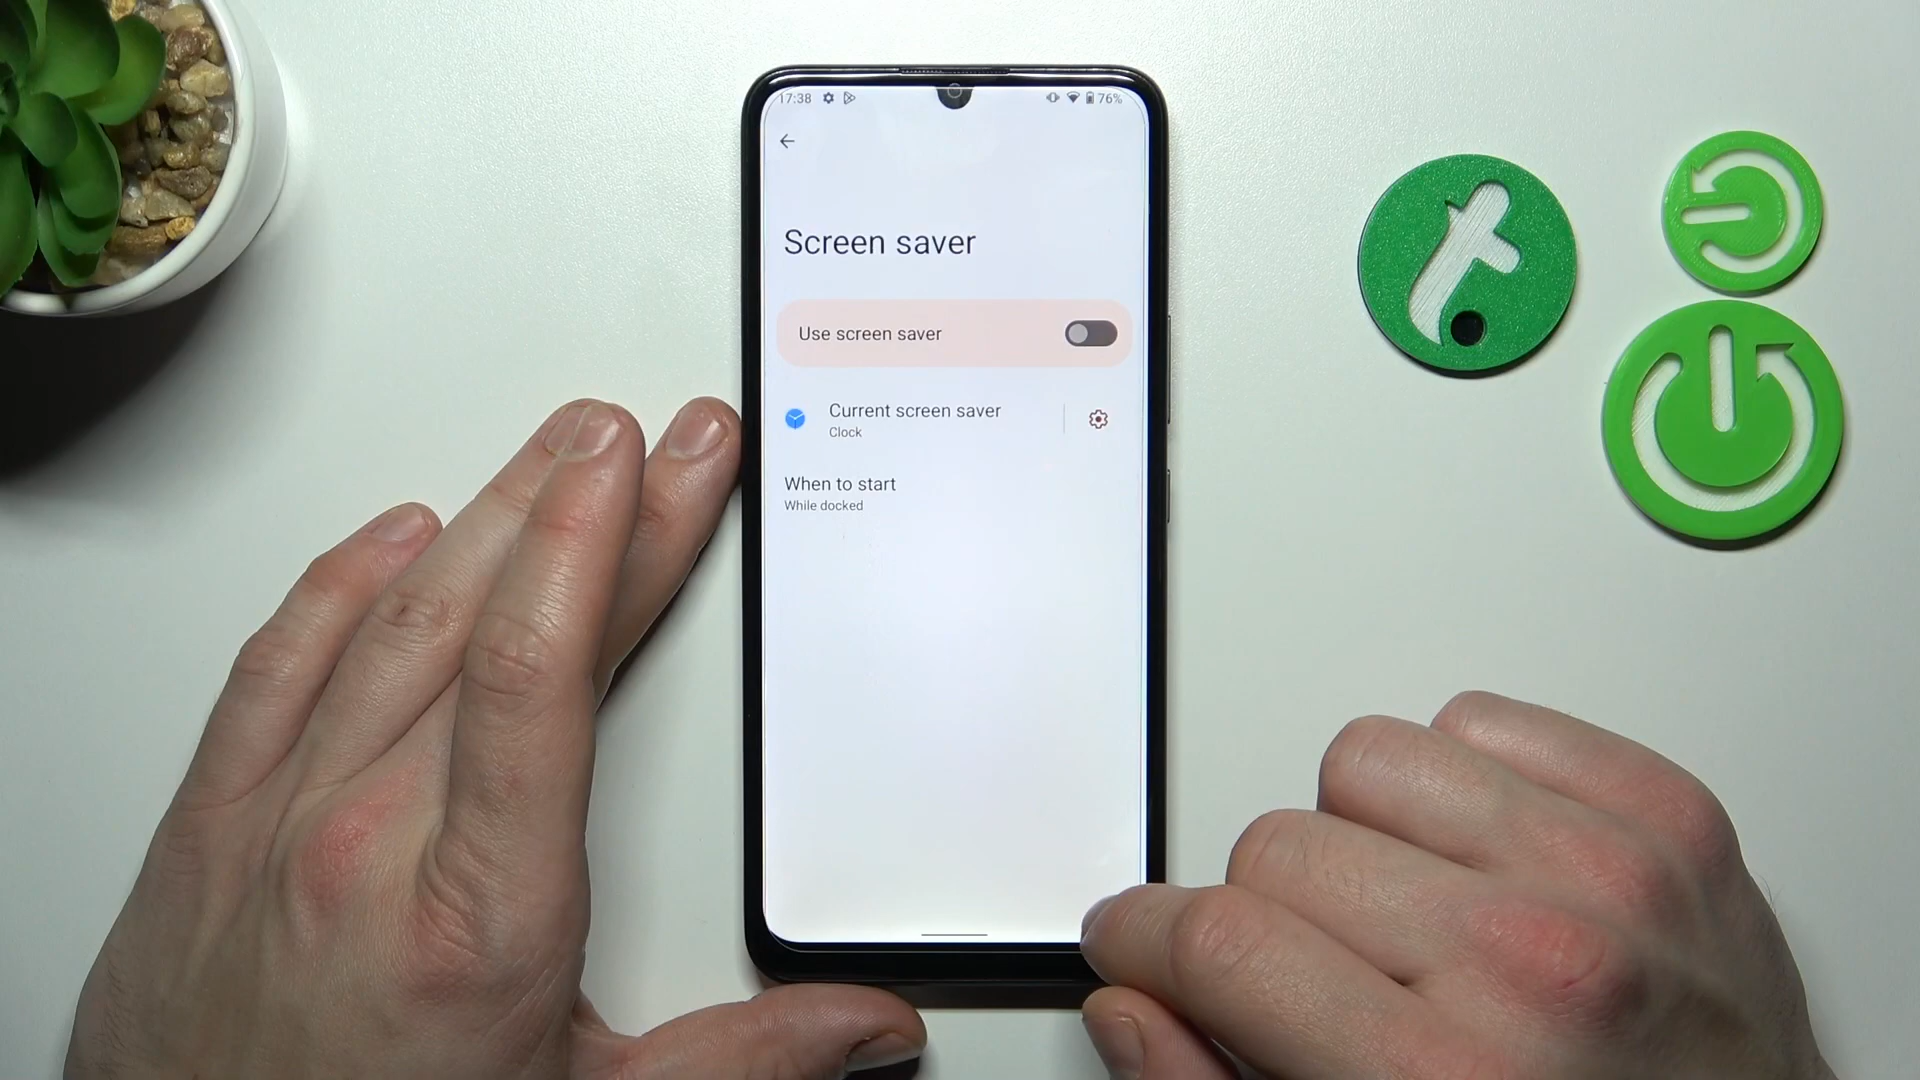 17:38 76%
Screen saver
Use screen saver
Current screen saver
Clock
When to start
While docked